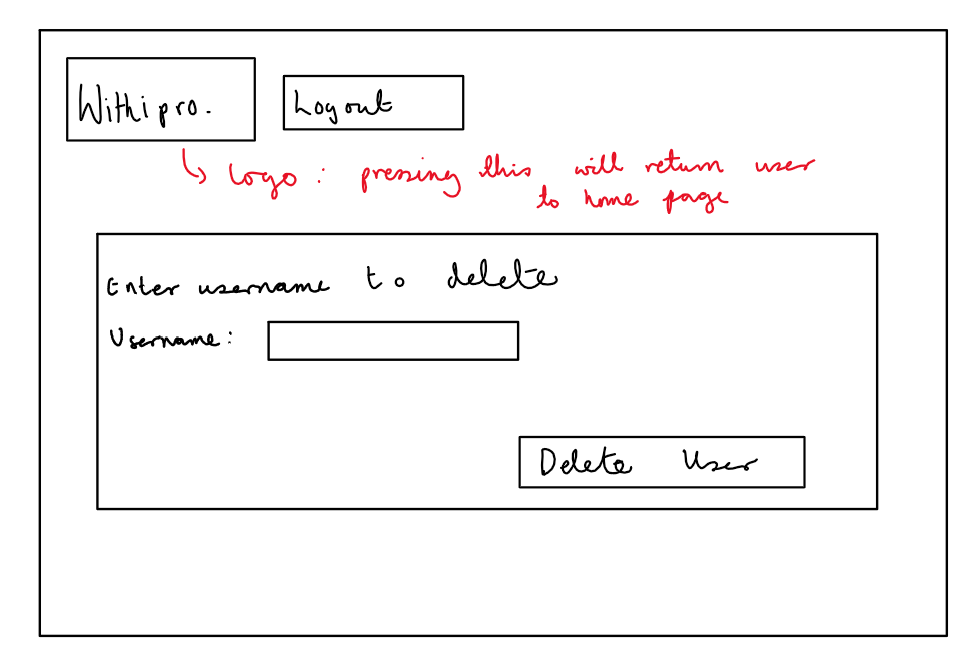 Withipro.
Logout
↳ logo : pressing this will return user
to home page
Enter username to delete
Username:
Delete User